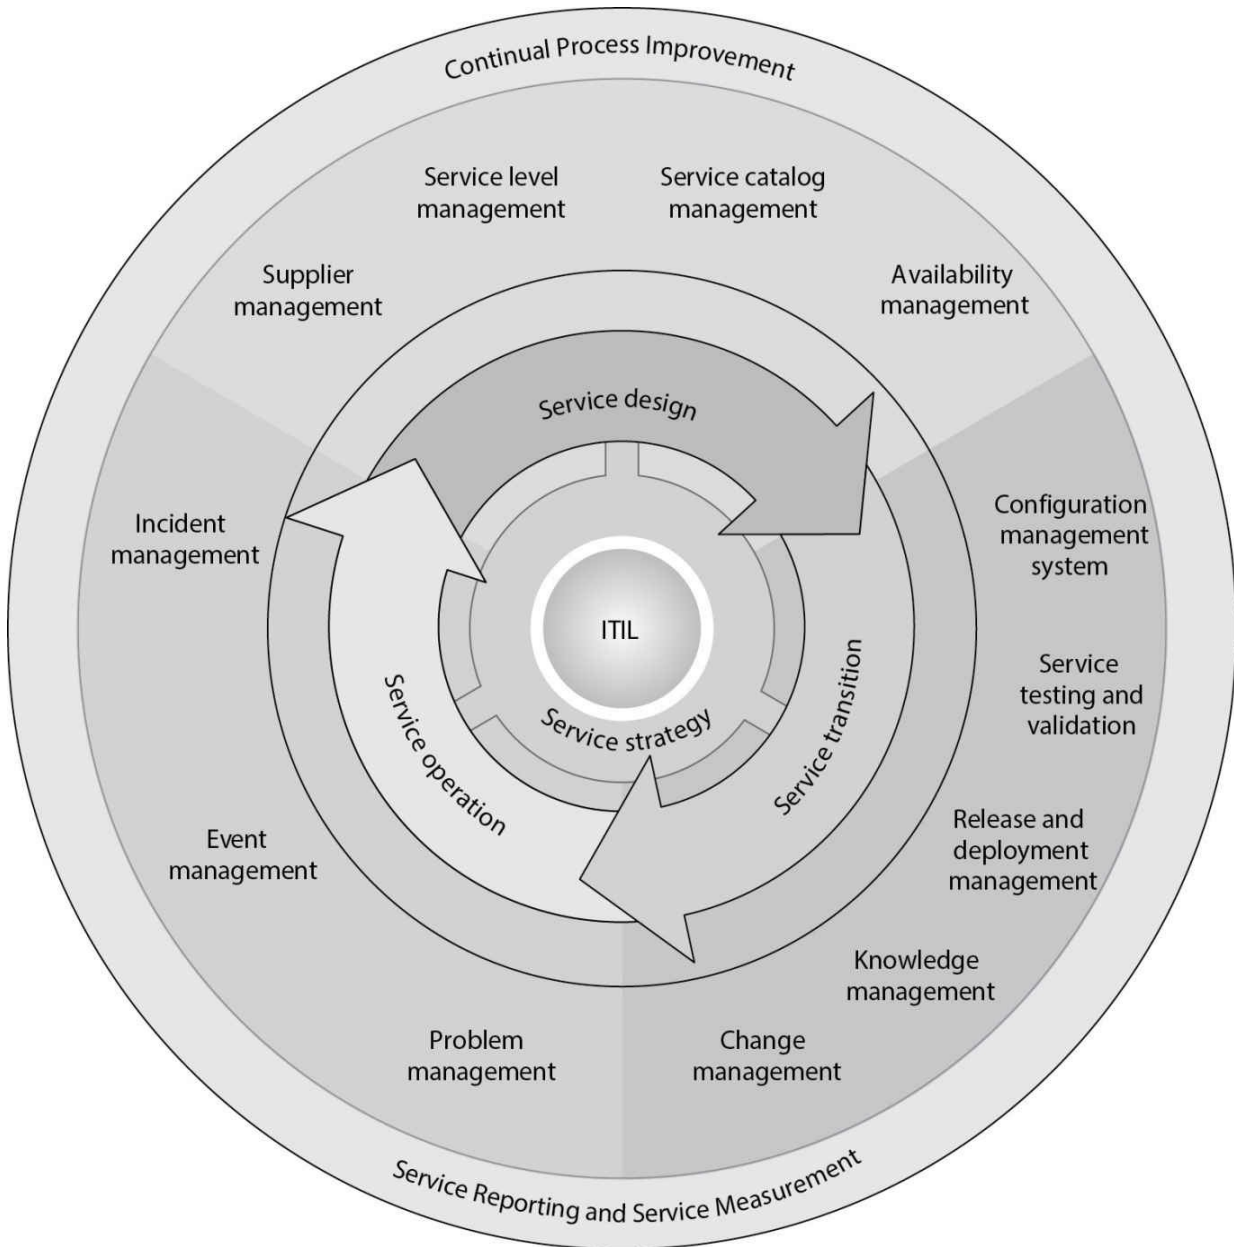 Continual Process Improvement
Service level
management
Service catalog
management
Supplier
management
Availability
management
Service design
Incident
management
Configuration
management
system
ITIL
Service
testing and
validation
Service strategy
Service transition
Service operation
Event
management
Release and
deployment
management
Knowledge
management
Problem
management
Change
management
Service Reporting and Service Measurement